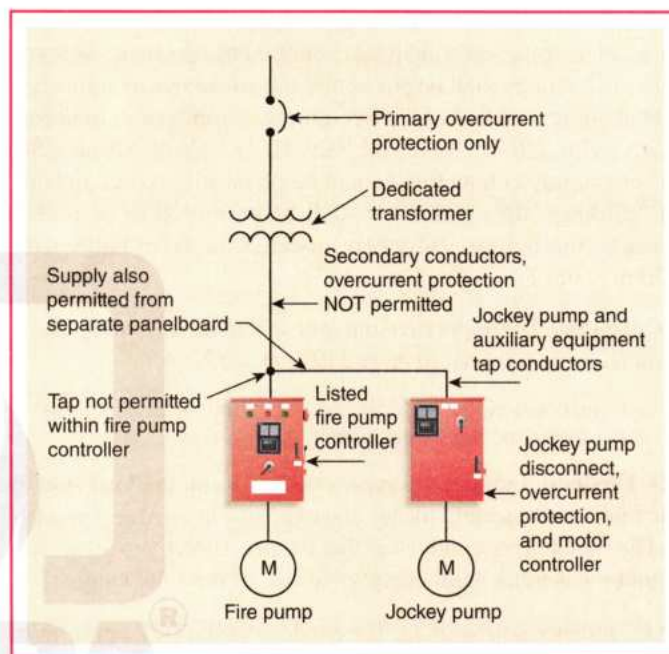 Primary overcurrent
protection only
Dedicated
transformer
Secondary conductors,
overcurrent protection
NOT permitted
Supply also
permitted from
separate panelboard
Jockey pump and
auxiliary equipment
tap conductors
Tap not permitted
within fire pump
controller
Listed
fire pump
controller
Jockey pump
disconnect,
overcurrent
protection,
and motor
controller
M
M
Fire pump
Jockey pump
®